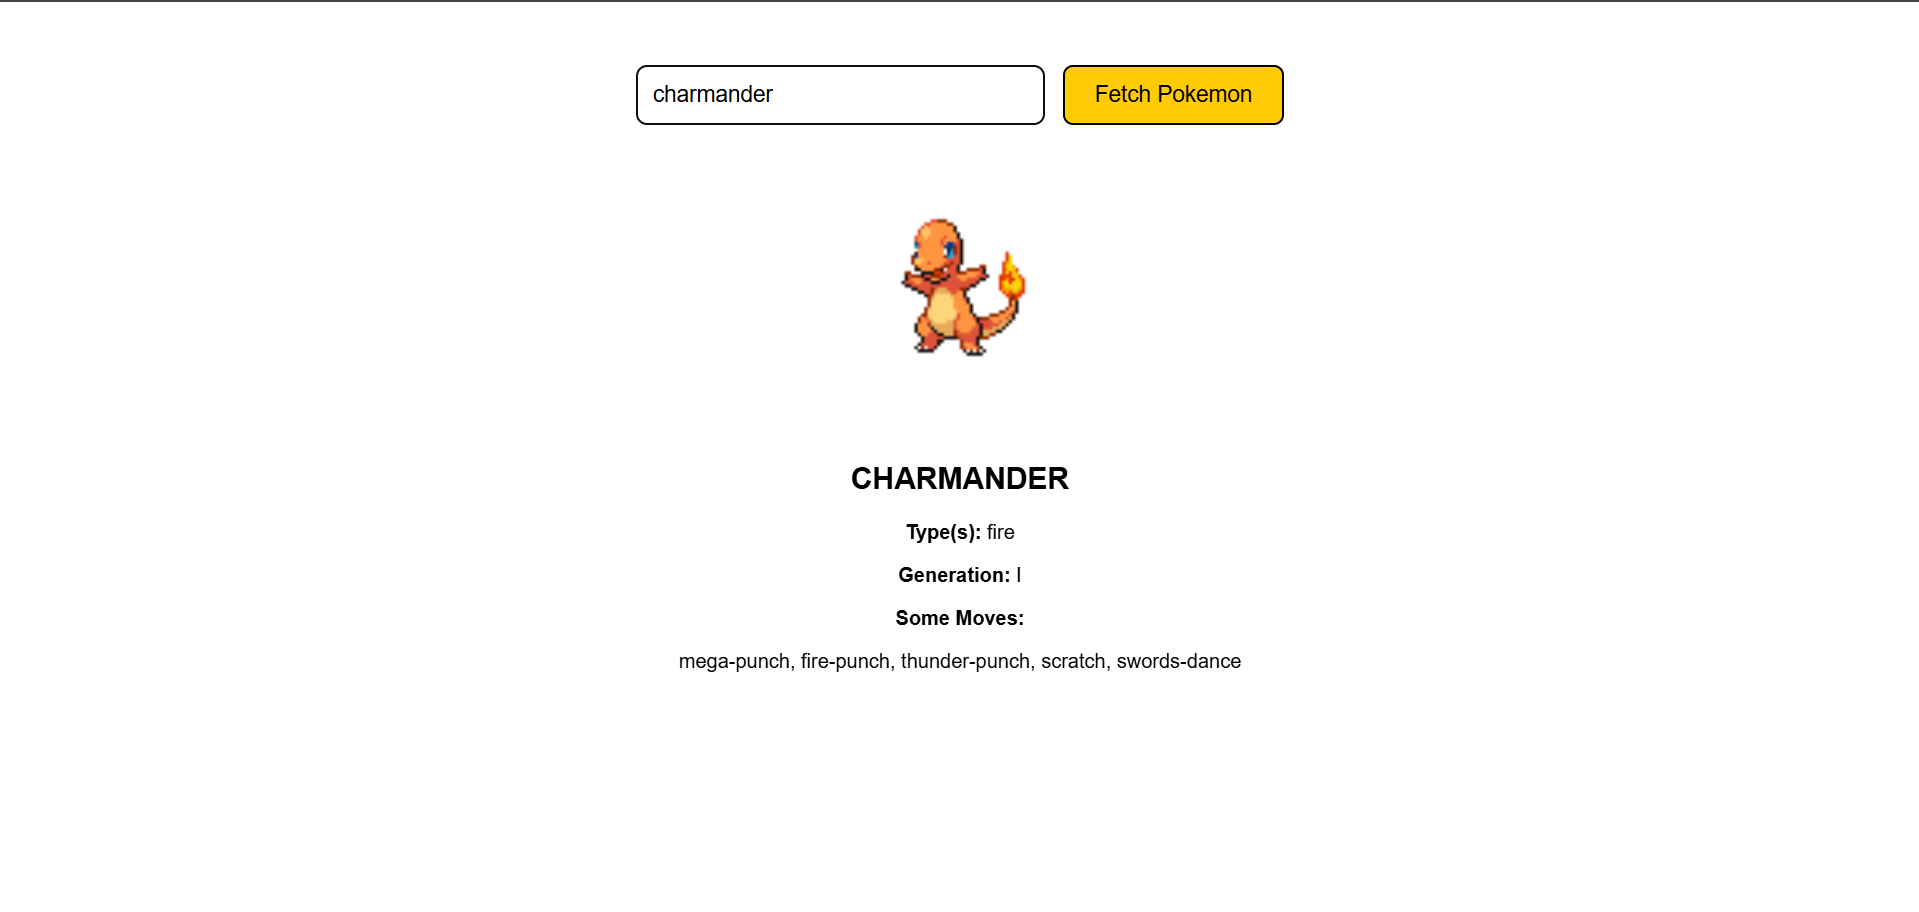 charmander
Fetch Pokemon
CHARMANDER
Type(s): fire
Generation: I
Some Moves:
mega-punch, fire-punch, thunder-punch, scratch, swords-dance